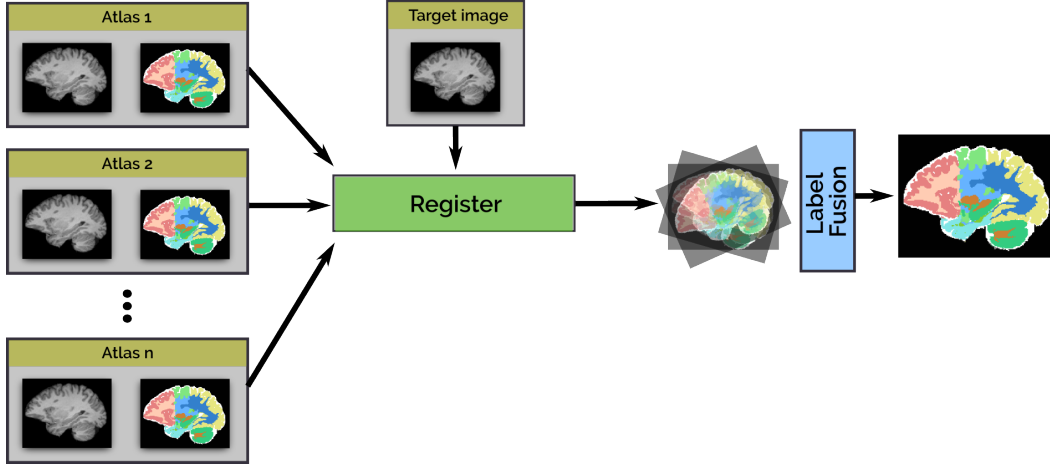 Atlas 1
Target image
Atlas 2
Register
Label
Fusion
Atlas n